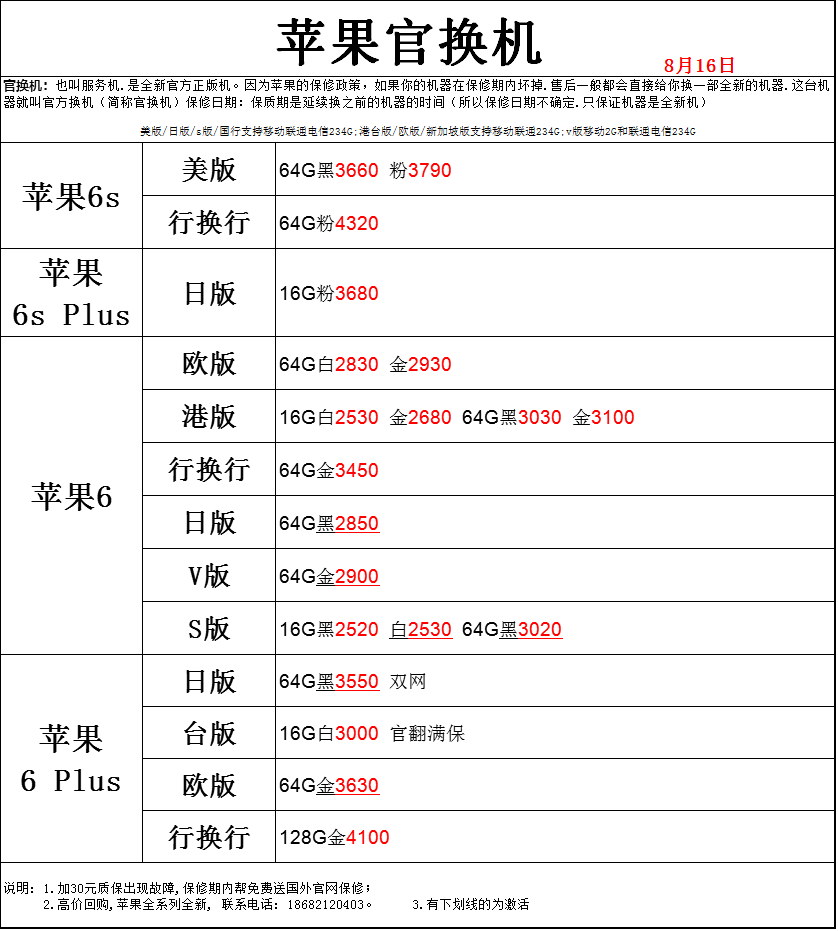 苹果官换机
8月16日
官换机：也叫服务机.是全新官方正版机。因为苹果的保修政策，如果你的机器在保修期内坏掉.售后一般都会直接给你换一部全新的机器.这台机
器就叫官方换机（简称官换机）保修日期：保质期是延续换之前的机器的时间（所以保修日期不确定.只保证机器是全新机）
美版/日版/s版/国行支持移动联通电信234G;港台版/欧版/新加坡版支持移动联通234G;v版移动2G和联通电信234G
苹果6s
美版 64G黑3660 粉3790
行换行 64G粉4320
苹果
6s Plus
日版 16G粉3680
苹果6
欧版 64G白2830 金2930
港版 16G白2530 金2680 64G黑3030 金3100
行换行 64G金3450
日版 64G黑2850
V版 64G金2900
S版 16G黑2520 白2530 64G黑3020
苹果
6 Plus
日版 64G黑3550 双网
台版 16G白3000 官翻满保
欧版 64G金3630
行换行 128G金4100
说明: 1.加30元质保出现故障,保修期内帮免费送国外官网保修;
2.高价回购,苹果全系列全新, 联系电话: 18682120403。 3.有下划线的为激活